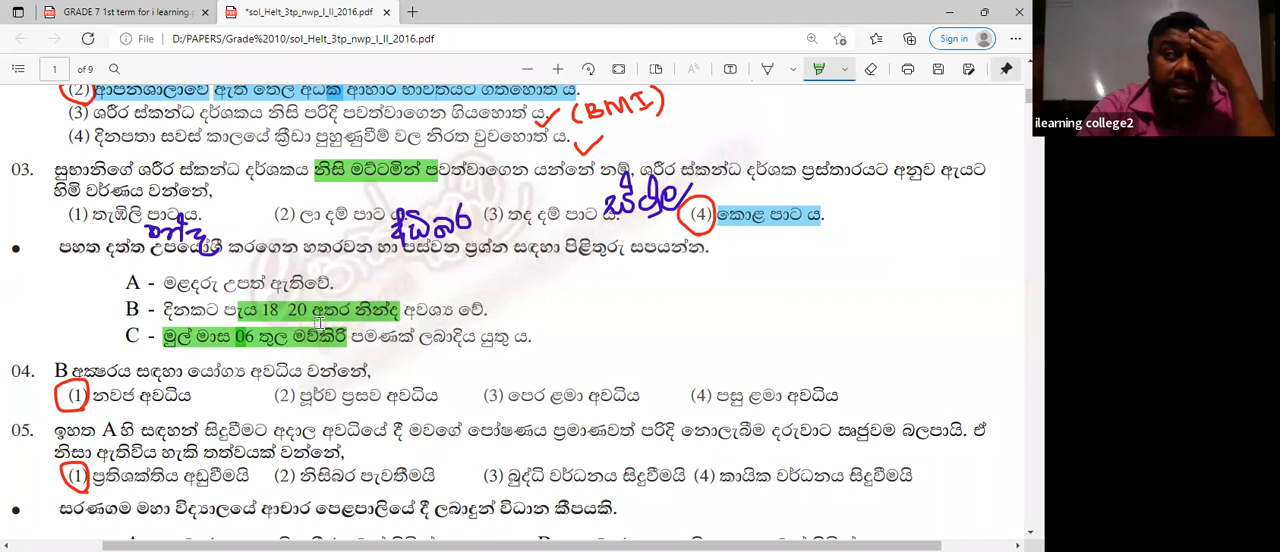 GRADE 7 1st term for i learning.p
*sol_Helt_3tp_nwp_I_II_2016.pdf
File D:/PAPERS/Grade%2010/sol_Helt_3tp_nwp_I_II_2016.pdf
Sign in
1 of 9
(2) ආපනශාලාවේ ඇති තෙල් අධික ආහාර භාවිතයට ගතහොත් ය.
(3) ශරීර ස්කන්ධ දර්ශකය නිසි පරිදි පවත්වාගෙන ගියහොත් ය. (BMI)
(4) දිනපතා සවස් කාලයේ ක්‍රීඩා පුහුණුවීම් වල නිරත වුවහොත් ය.
03. සුභානිගේ ශරීර ස්කන්ධ දර්ශකය නිසි මට්ටමින් පවත්වාගෙන යන්නේ නම්, ශරීර ස්කන්ධ දර්ශක ප්‍රස්තාරයට අනුව ඇයට
හිමි වර්ණය වන්නේ,
(1) තැඹිලි පාට ය. (2) ලා දම් පාට ය. (3) තද දම් පාට ය. (4) කොළ පාට ය.
පහත දත්ත උපයෝගී කරගෙන හතරවන හා පස්වන ප්‍රශ්න සඳහා පිළිතුරු සපයන්න.
A - මළදරු උපත් ඇතිවේ.
B - දිනකට පැය 18 20 අතර නින්ද අවශ්‍ය වේ.
C - මුල් මාස 06 තුල මව්කිරි පමණක් ලබාදිය යුතු ය.
04. B අක්ෂරය සඳහා යෝග්‍ය අවධිය වන්නේ,
(1) නවජ අවධිය (2) පූර්ව ප්‍රසව අවධිය (3) පෙර ළමා අවධිය (4) පසු ළමා අවධිය
05. ඉහත A හි සඳහන් සිදුවීමට අදාල අවධියේ දී මවගේ පෝෂණය ප්‍රමාණවත් පරිදි නොලැබීම දරුවාට ඍජුවම බලපායි. ඒ
නිසා ඇතිවිය හැකි තත්වයක් වන්නේ,
(1) ප්‍රතිශක්තිය අඩුවීමයි (2) නිසිබර පැවතීමයි (3) බුද්ධි වර්ධනය සිදුවීමයි (4) කායික වර්ධනය සිදුවීමයි
සරණගම මහා විද්‍යාලයේ ආචාර පෙළපාලියේ දී ලබාදුන් විධාන කීපයකි.
ilearning college2